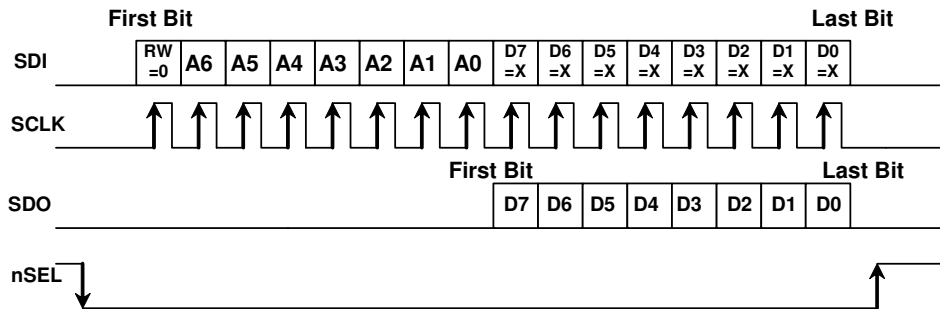 First Bit Last Bit
SDI RW =0 A6 A5 A4 A3 A2 A1 A0 D7 =X D6 =X D5 =X D4 =X D3 =X D2 =X D1 =X D0 =X
SCLK
First Bit Last Bit
SDO D7 D6 D5 D4 D3 D2 D1 D0
nSEL